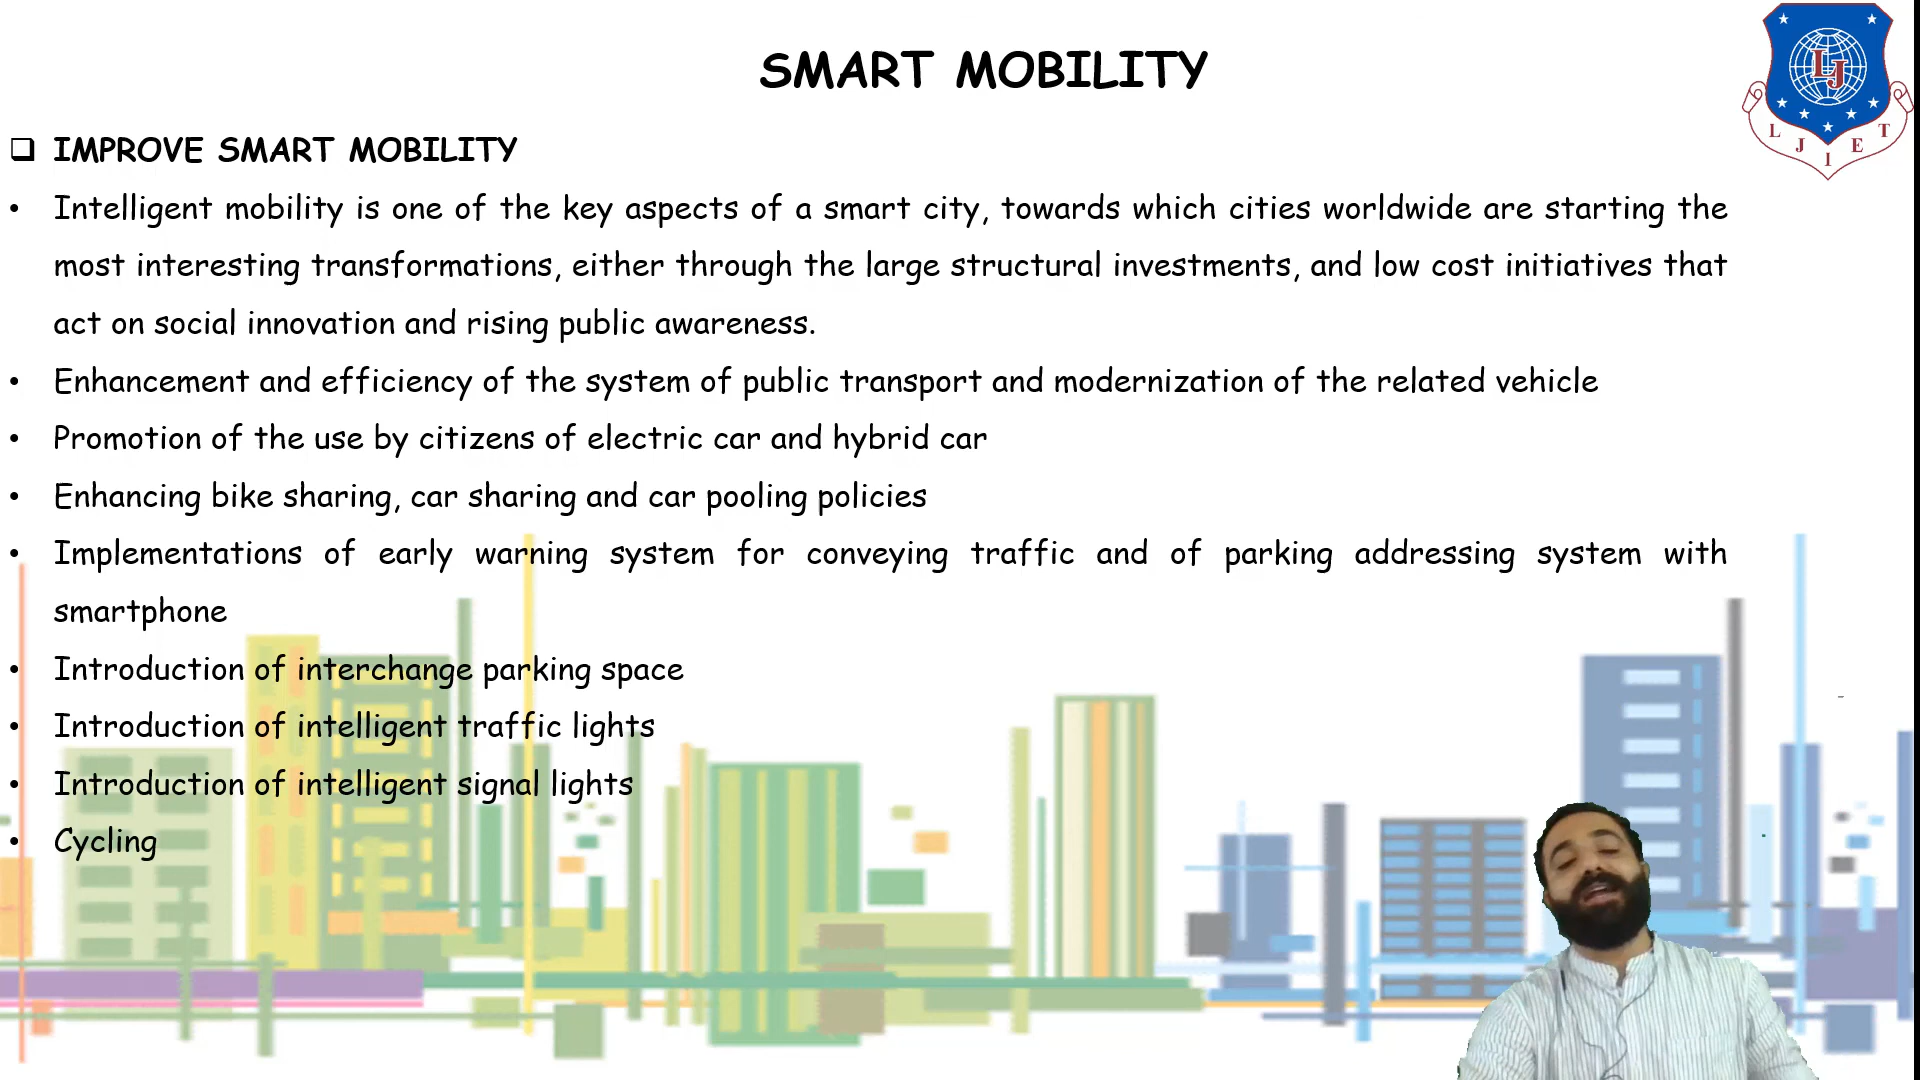 SMART MOBILITY
IMPROVE SMART MOBILITY
• Intelligent mobility is one of the key aspects of a smart city, towards which cities worldwide are starting the
most interesting transformations, either through the large structural investments, and low cost initiatives that
act on social innovation and rising public awareness.
• Enhancement and efficiency of the system of public transport and modernization of the related vehicle
• Promotion of the use by citizens of electric car and hybrid car
• Enhancing bike sharing, car sharing and car pooling policies
• Implementations of early warning system for conveying traffic and of parking addressing system with
smartphone
• Introduction of interchange parking space
• Introduction of intelligent traffic lights
• Introduction of intelligent signal lights
• Cycling
LJ
L J I E T